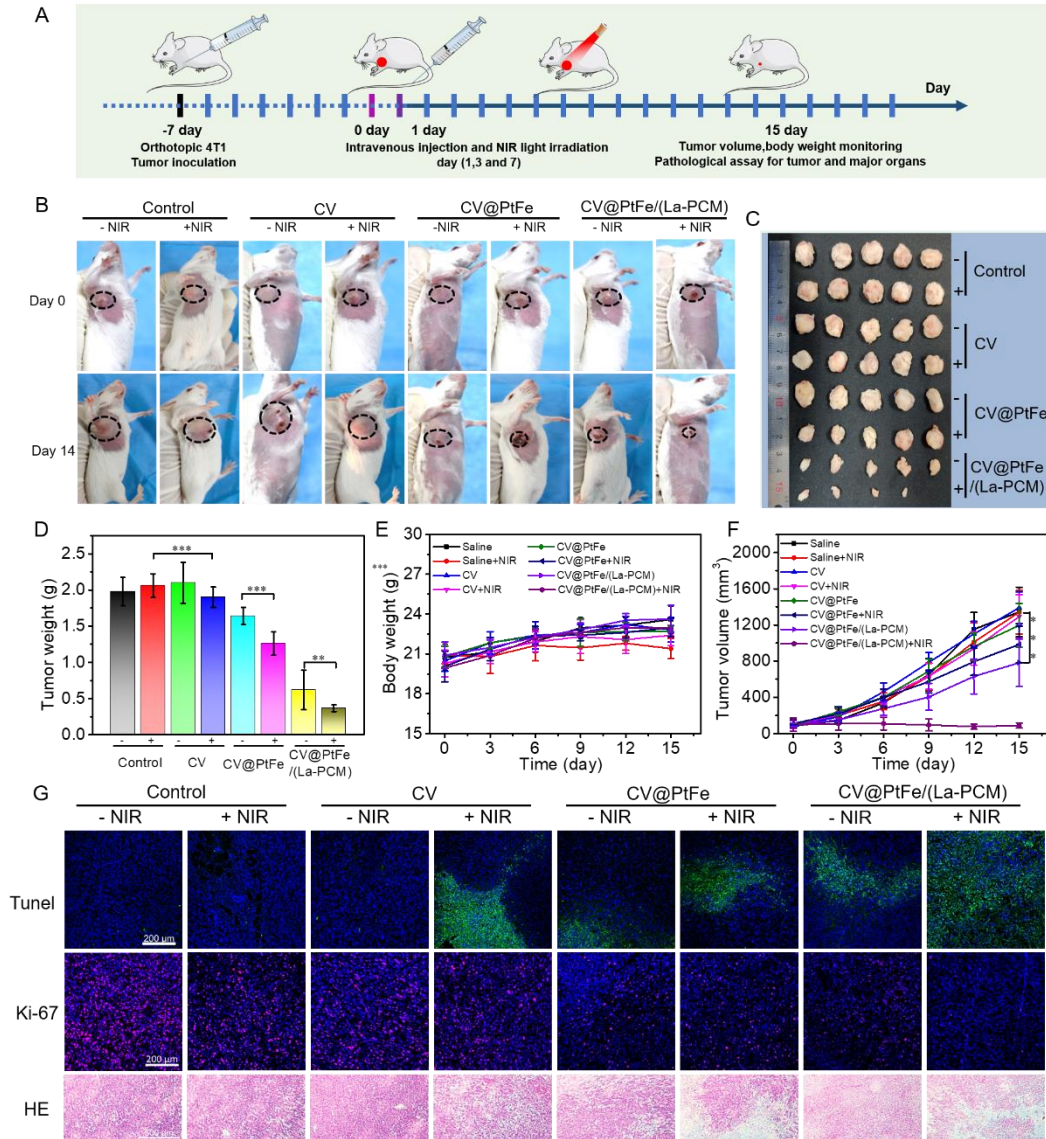 A
Day
-7 day
0 day
1 day
15 day
Orthotopic 4T1
Tumor inoculation
Intravenous injection and NIR light irradiation
day (1,3 and 7)
Tumor volume,body weight monitoring
Pathological assay for tumor and major organs
B
Control
CV
CV@PtFe
CV@PtFe/(La-PCM)
- NIR
+NIR
- NIR
+ NIR
-NIR
+ NIR
- NIR
+ NIR
Day 0
Day 14
C
-
+
Control
-
+
CV
-
+
CV@PtFe
-
+
CV@PtFe
/(La-PCM)
D
Tumor weight (g)
2.5
2.0
1.5
1.0
0.5
0.0
***
***
**
- + - + - + - +
Control
CV
CV@PtFe
CV@PtFe
/(La-PCM)
E
***
Body weight (g)
30
27
24
21
18
15
Saline
Saline+NIR
CV
CV+NIR
CV@PtFe
CV@PtFe+NIR
CV@PtFe/(La-PCM)
CV@PtFe/(La-PCM)+NIR
0 3 6 9 12 15
Time (day)
F
Tumor volume (mm³)
2000
1600
1200
800
400
0
Saline
Saline+NIR
CV
CV+NIR
CV@PtFe
CV@PtFe+NIR
CV@PtFe/(La-PCM)
CV@PtFe/(La-PCM)+NIR
***
0 3 6 9 12 15
Time (day)
G
Control
CV
CV@PtFe
CV@PtFe/(La-PCM)
- NIR
+ NIR
- NIR
+ NIR
- NIR
+ NIR
- NIR
+ NIR
Tunel
200 μm
Ki-67
200 μm
HE
200 μm